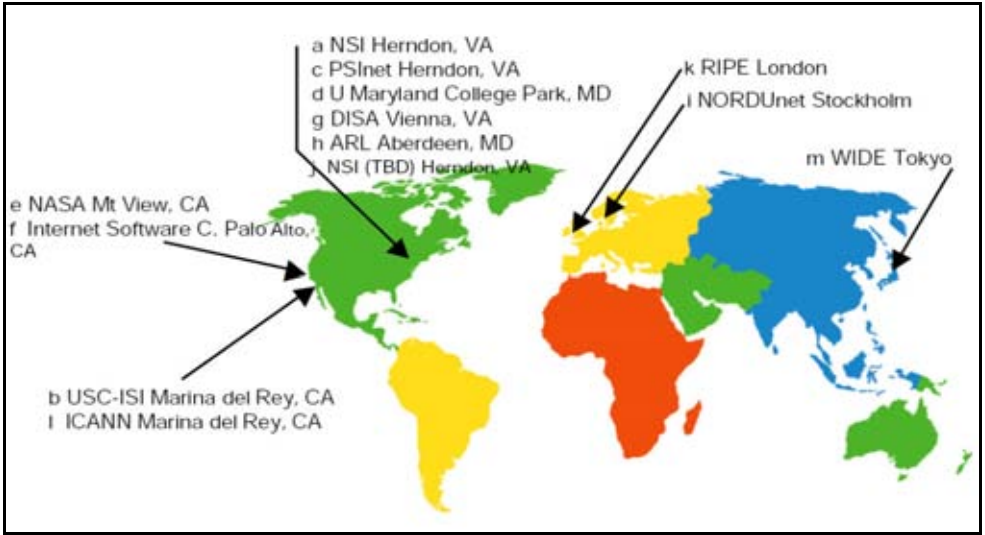 a NSI Herndon, VA
c PSInet Herndon, VA
d U Maryland College Park, MD
g DISA Vienna, VA
h ARL Aberdeen, MD
j NSI (TBD) Herndon, VA
k RIPE London
i NORDUnet Stockholm
m WIDE Tokyo
e NASA Mt View, CA
f Internet Software C. Palo Alto,
CA
b USC-ISI Marina del Rey, CA
l ICANN Marina del Rey, CA